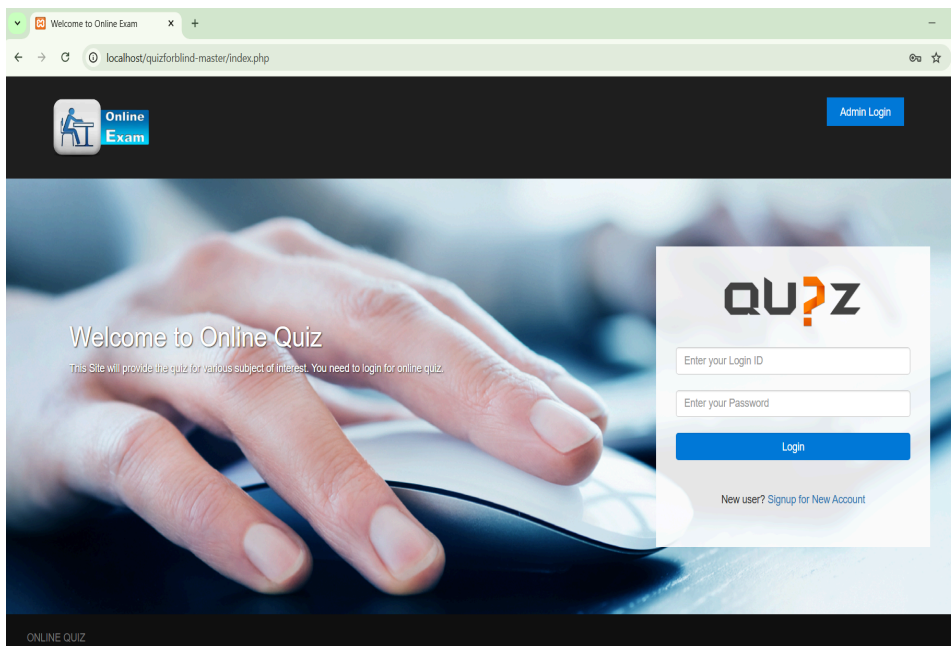 Welcome to Online Exam
localhost/quizforblind-master/index.php
Online
Exam
Admin Login
Welcome to Online Quiz
This Site will provide the quiz for various subject of interest. You need to login for online quiz.
QU?Z
Enter your Login ID
Enter your Password
Login
New user? Signup for New Account
ONLINE QUIZ